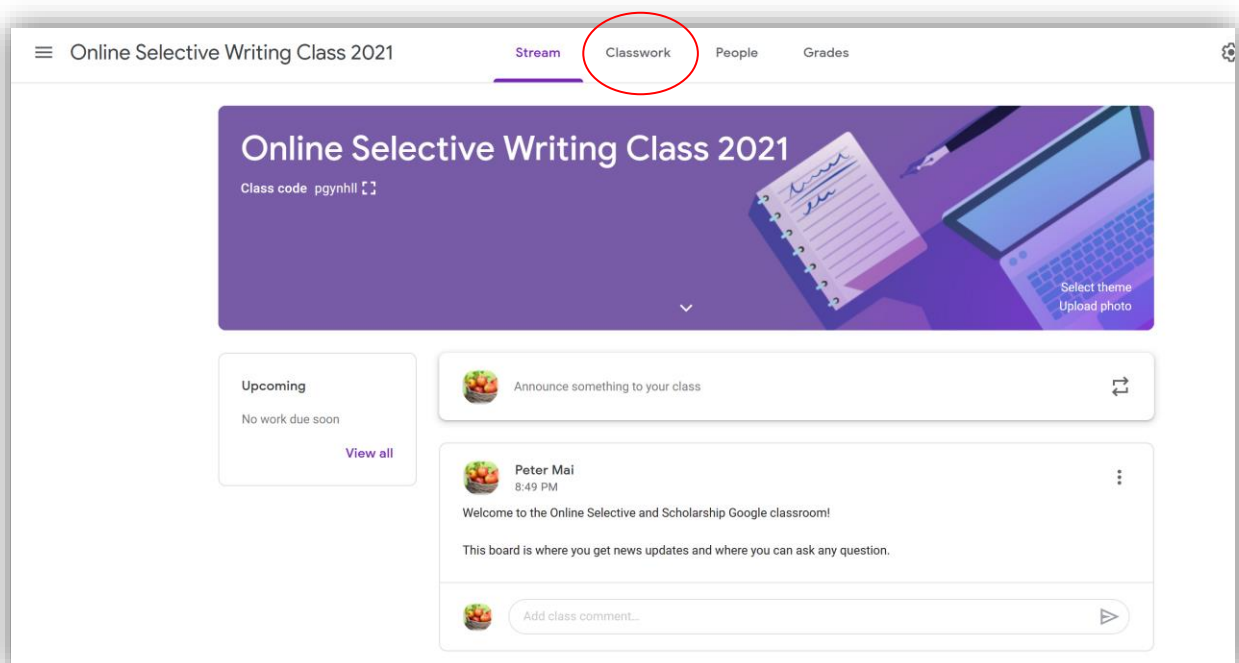 Online Selective Writing Class 2021 Stream Classwork People Grades
Online Selective Writing Class 2021
Class code pgynhll
Select theme
Upload photo
Upcoming
No work due soon
View all
Announce something to your class
Peter Mai
8:49 PM
Welcome to the Online Selective and Scholarship Google classroom!
This board is where you get news updates and where you can ask any question.
Add class comment...